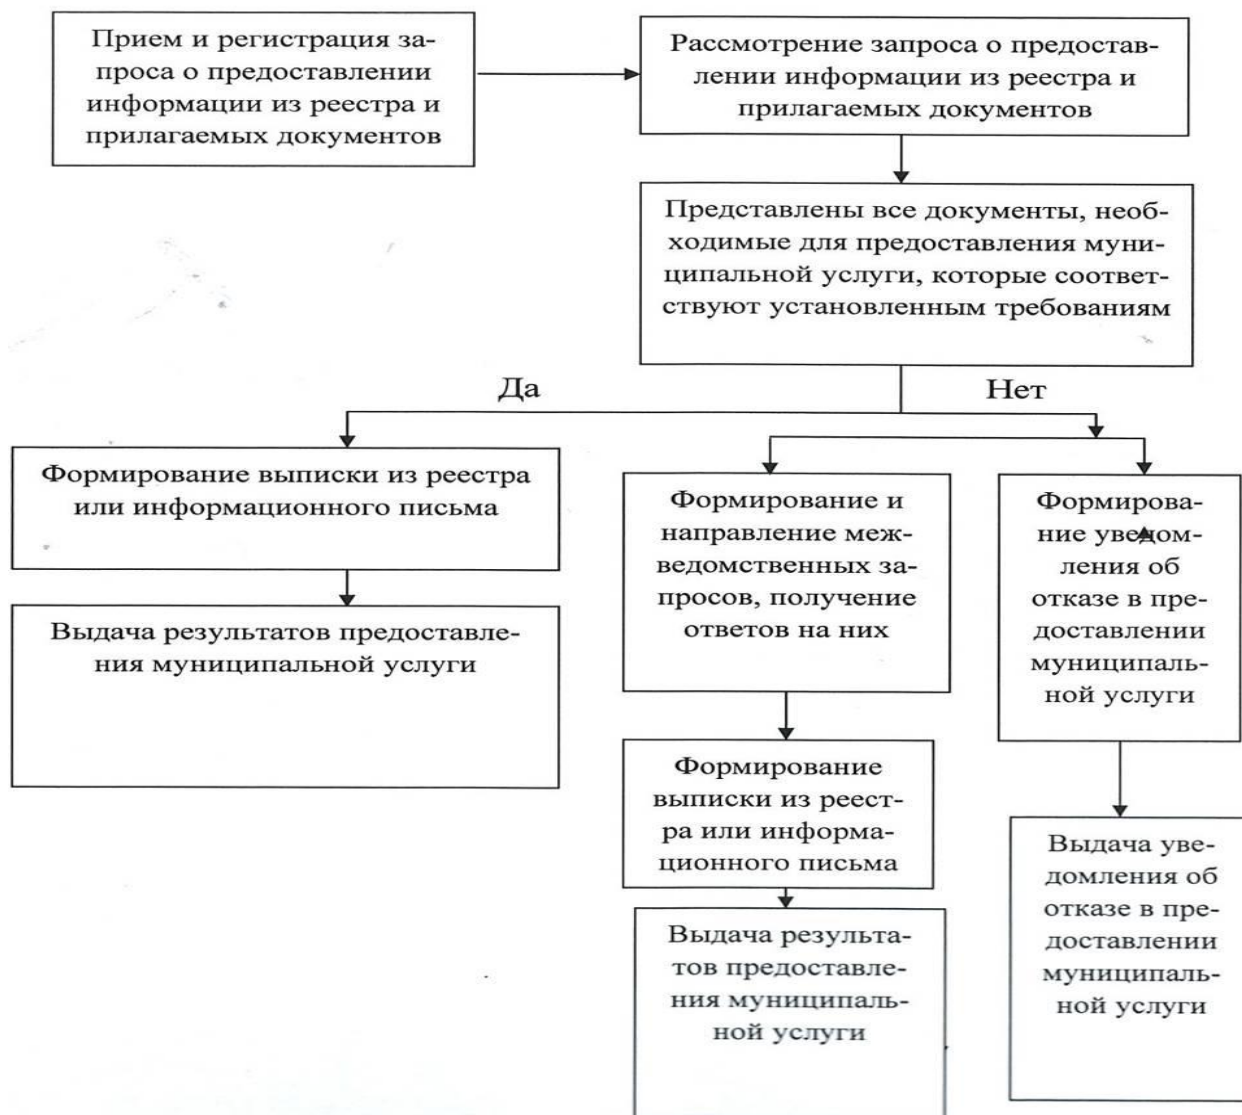 Прием и регистрация за-
проса о предоставлении
информации из реестра и
прилагаемых документов
Рассмотрение запроса о предостав-
лении информации из реестра и
прилагаемых документов
Представлены все документы, необ-
ходимые для предоставления муни-
ципальной услуги, которые соответ-
ствуют установленным требованиям
Да
Нет
Формирование выписки из реестра
или информационного письма
Выдача результатов предоставле-
ния муниципальной услуги
Формирование и
направление меж-
ведомственных за-
просов, получение
ответов на них
Формирование
выписки из реест-
ра или информа-
ционного письма
Выдача результа-
тов предоставле-
ния муниципаль-
ной услуги
Формирова-
ние уведом-
ления об
отказе в пре-
доставлении
муниципаль-
ной услуги
Выдача уве-
домления об
отказе в пре-
доставлении
муниципаль-
ной услуги